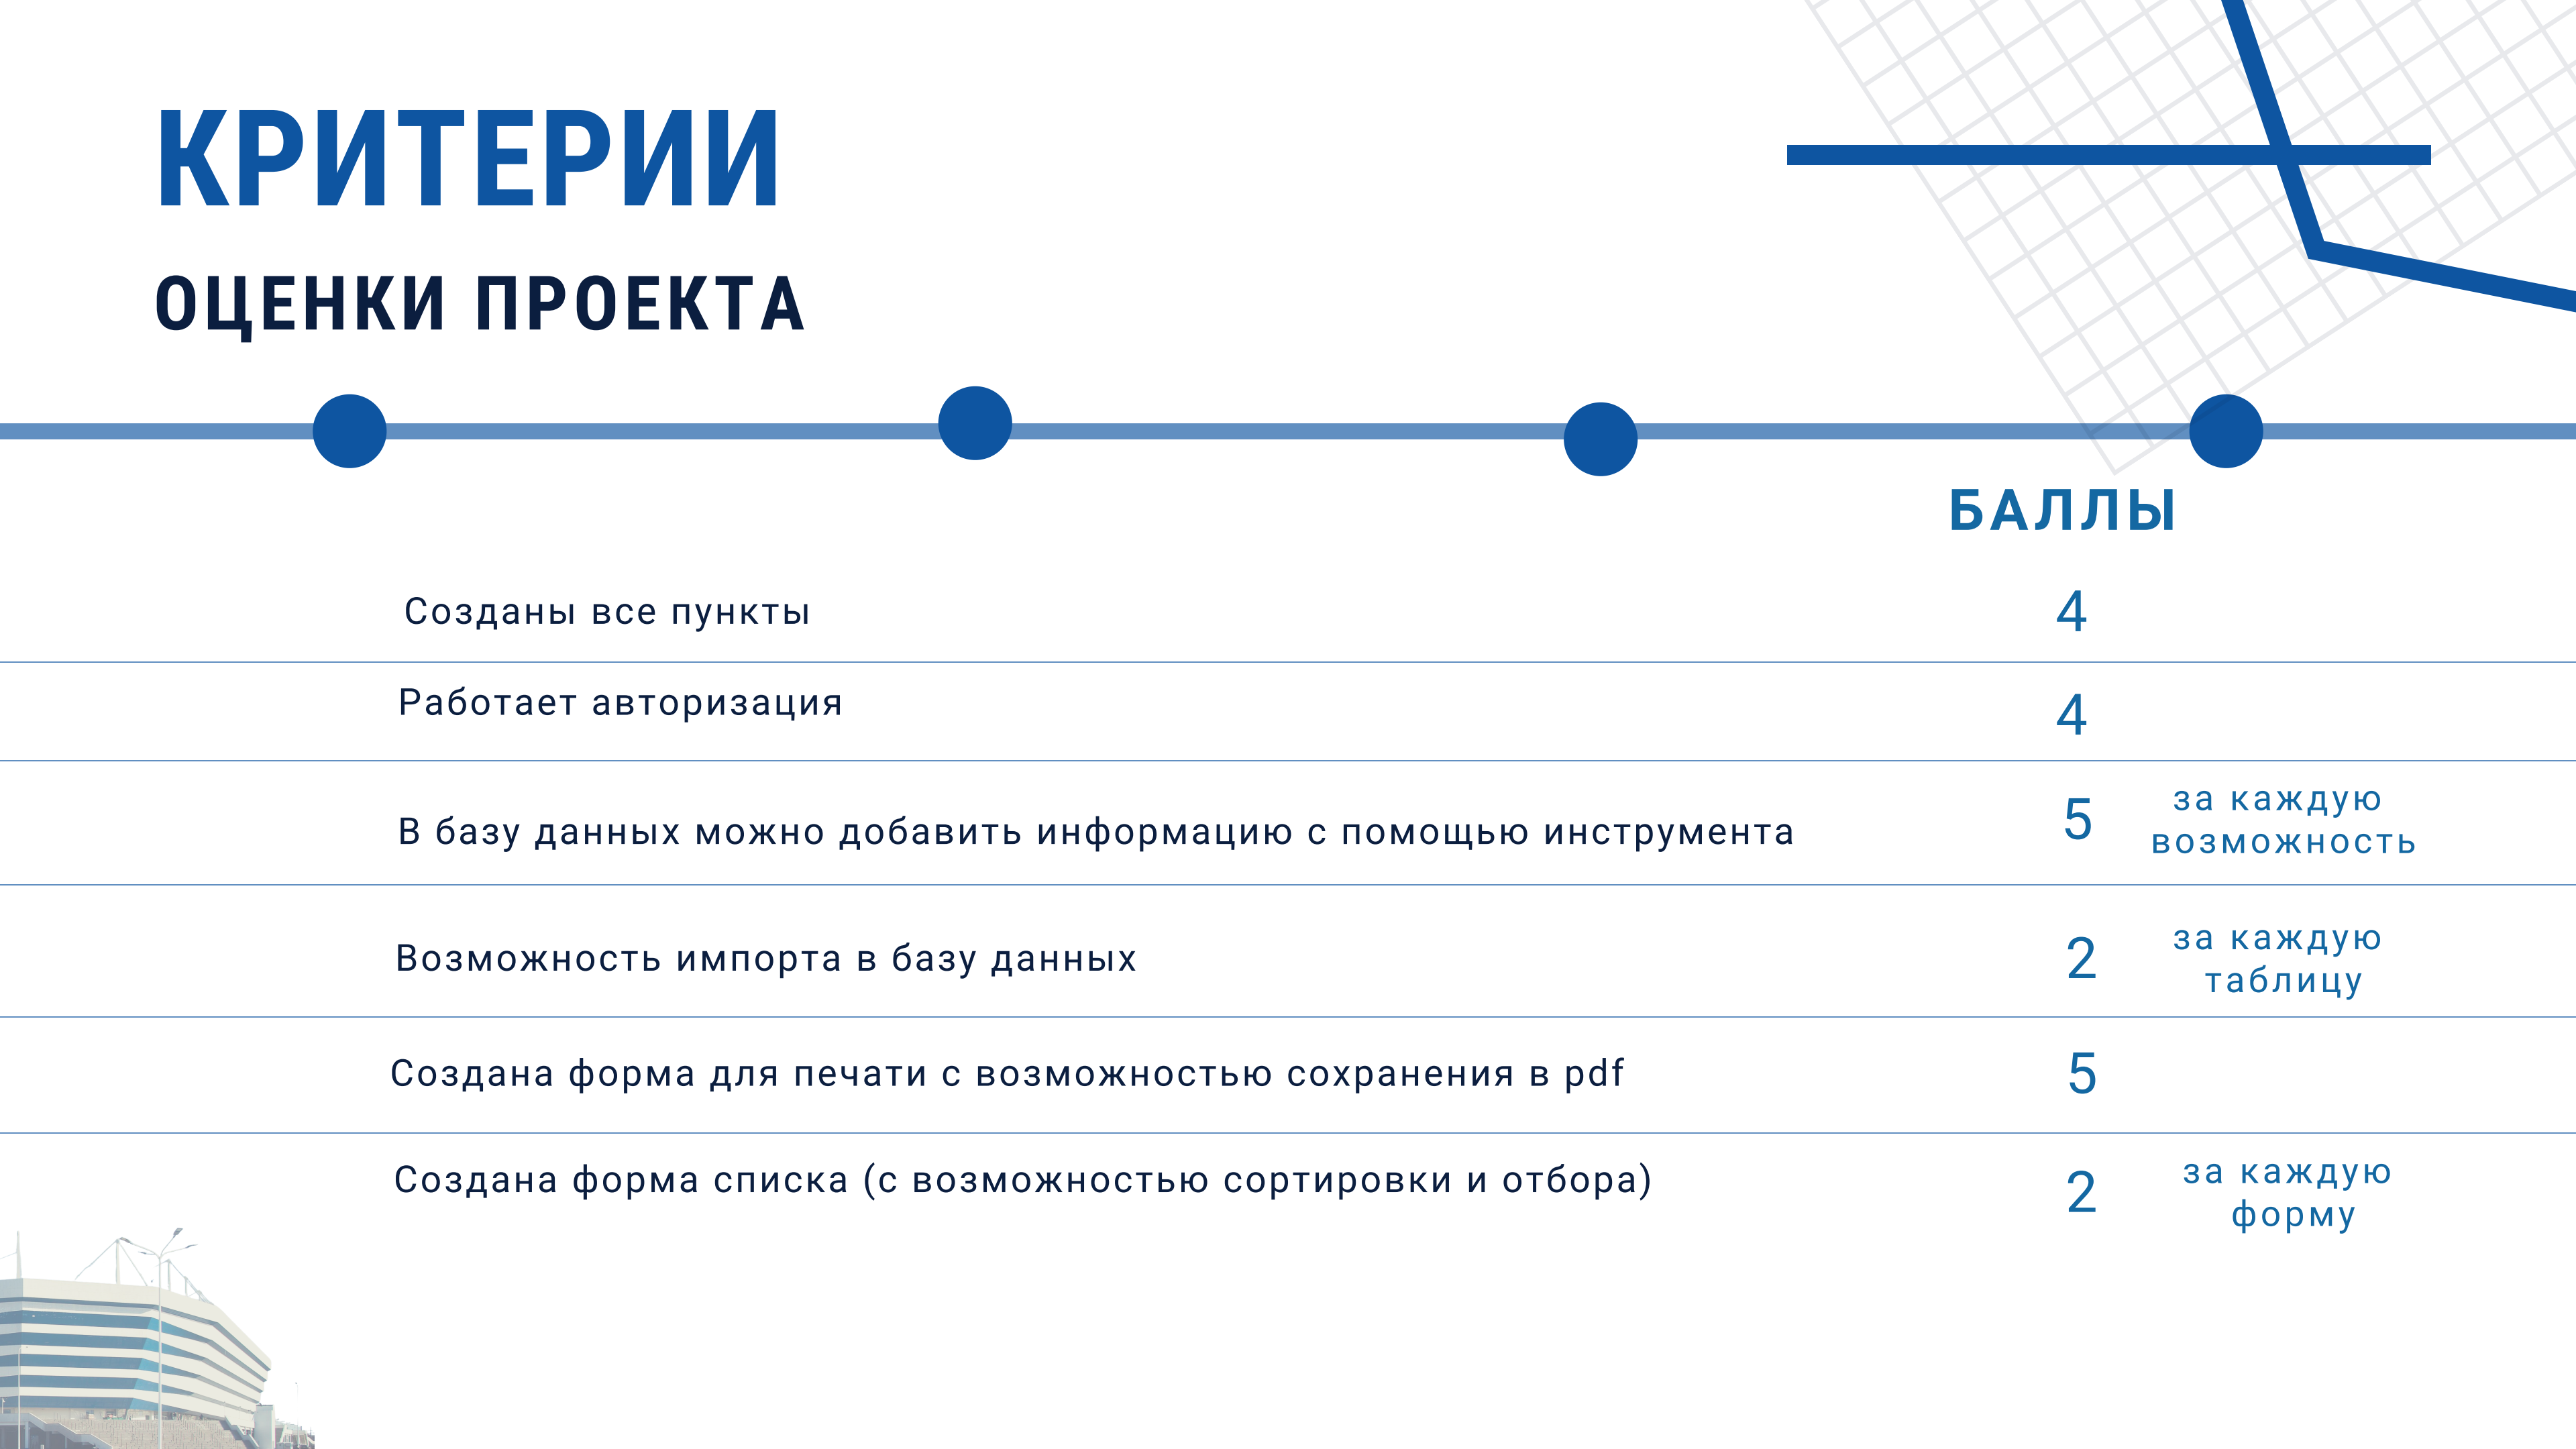 КРИТЕРИИ
ОЦЕНКИ ПРОЕКТА
БАЛЛЫ
Созданы все пункты 4
Работает авторизация 4
В базу данных можно добавить информацию с помощью инструмента 5 за каждую
возможность
Возможность импорта в базу данных 2 за каждую
таблицу
Создана форма для печати с возможностью сохранения в pdf 5
Создана форма списка (с возможностью сортировки и отбора) 2 за каждую
форму